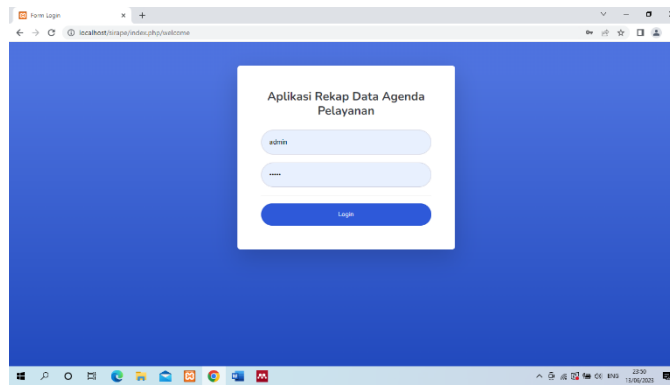 Form Login
localhost/sirape/index.php/welcome
Aplikasi Rekap Data Agenda
Pelayanan
admin
•••••
Login
ENG
23:50
13/06/2023